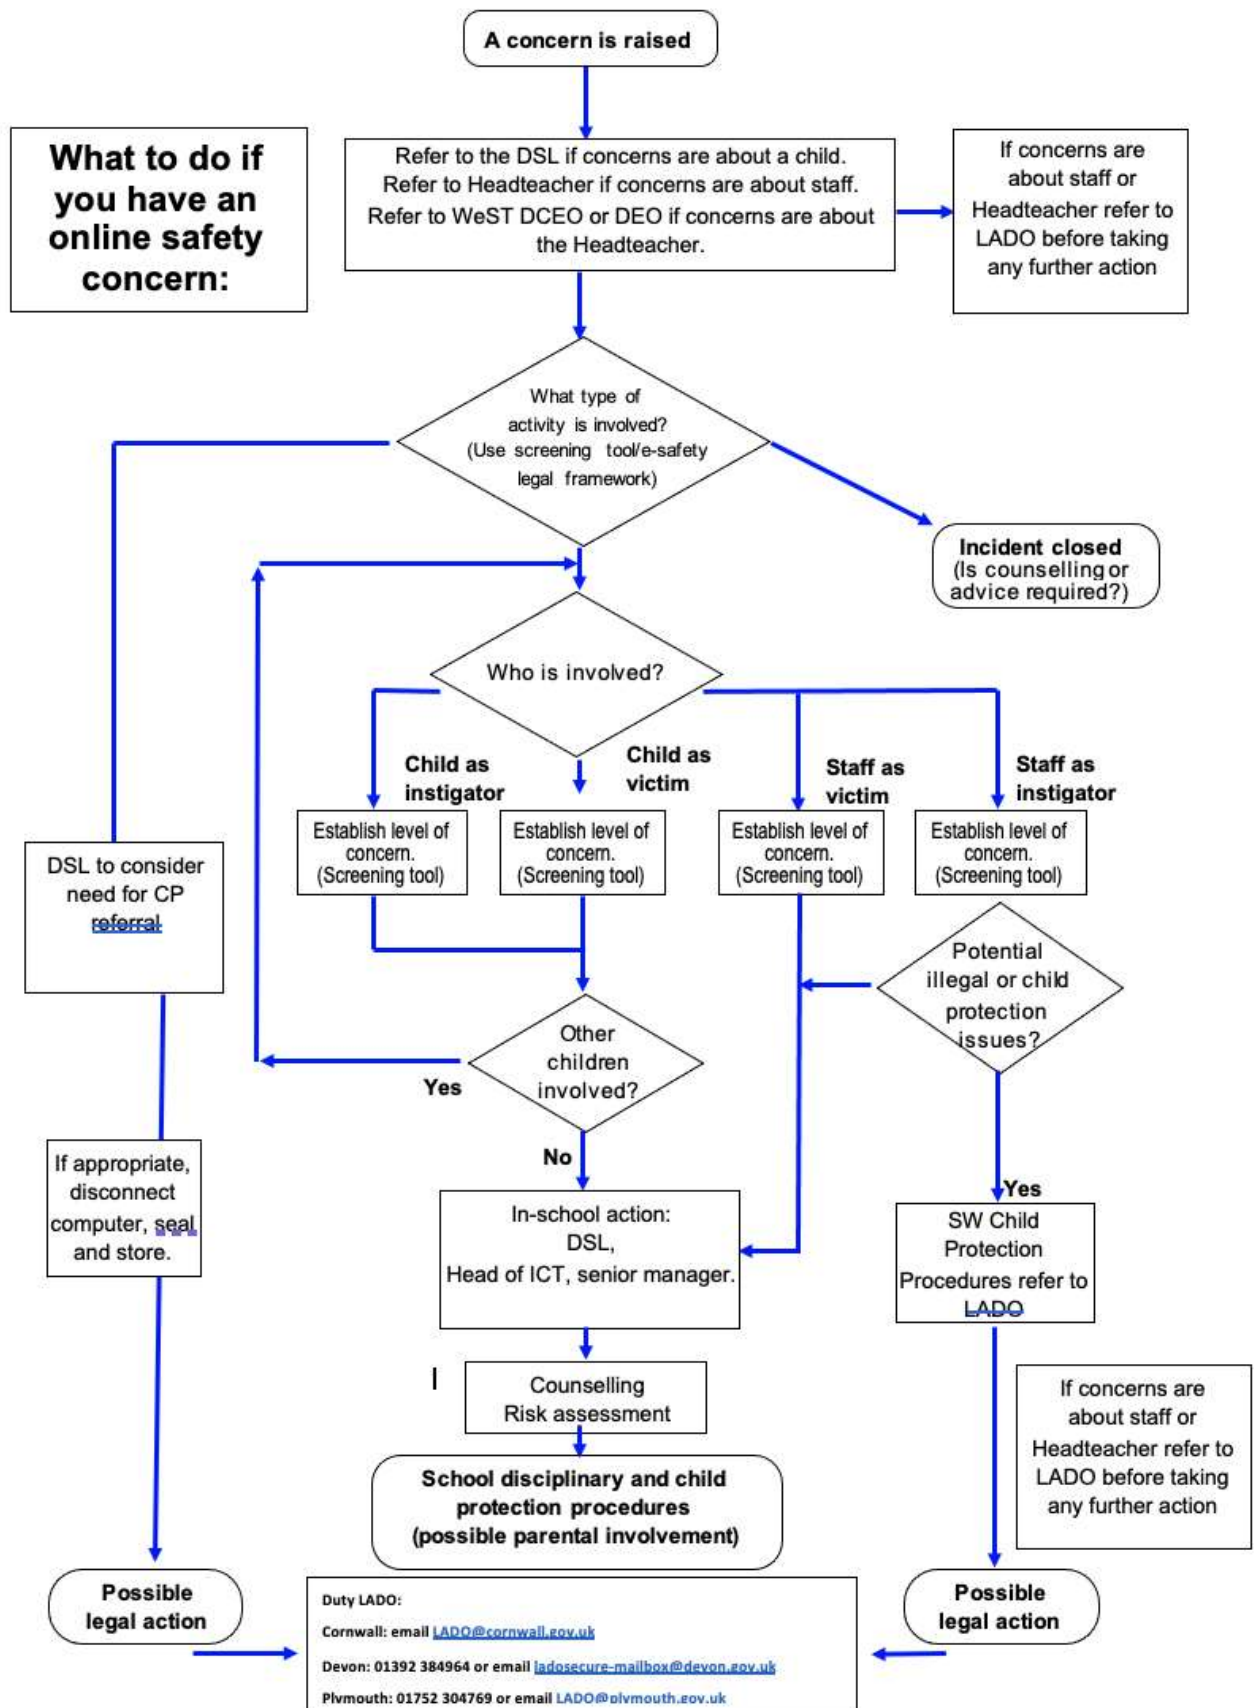 A concern is raised
What to do if
you have an
online safety
concern:
Refer to the DSL if concerns are about a child.
Refer to Headteacher if concerns are about staff.
Refer to WeST DCEO or DEO if concerns are about
the Headteacher.
If concerns are
about staff or
Headteacher refer to
LADO before taking
any further action
What type of
activity is involved?
(Use screening tool/e-safety
legal framework)
Incident closed
(Is counselling or
advice required?)
Who is involved?
Child as
instigator
Child as
victim
Staff as
victim
Staff as
instigator
Establish level of
concern.
(Screening tool)
Establish level of
concern.
(Screening tool)
Establish level of
concern.
(Screening tool)
Establish level of
concern.
(Screening tool)
DSL to consider
need for CP
referral
Potential
illegal or child
protection
issues?
Other
children
involved?
Yes
No
If appropriate,
disconnect
computer, seal
and store.
In-school action:
DSL,
Head of ICT, senior manager.
Yes
SW Child
Protection
Procedures refer to
LADO
Counselling
Risk assessment
If concerns are
about staff or
Headteacher refer to
LADO before taking
any further action
School disciplinary and child
protection procedures
(possible parental involvement)
Possible
legal action
Possible
legal action
Duty LADO:
Cornwall: email LADO@cornwall.gov.uk
Devon: 01392 384964 or email ladosecure-mailbox@devon.gov.uk
Plymouth: 01752 304769 or email LADO@plymouth.gov.uk